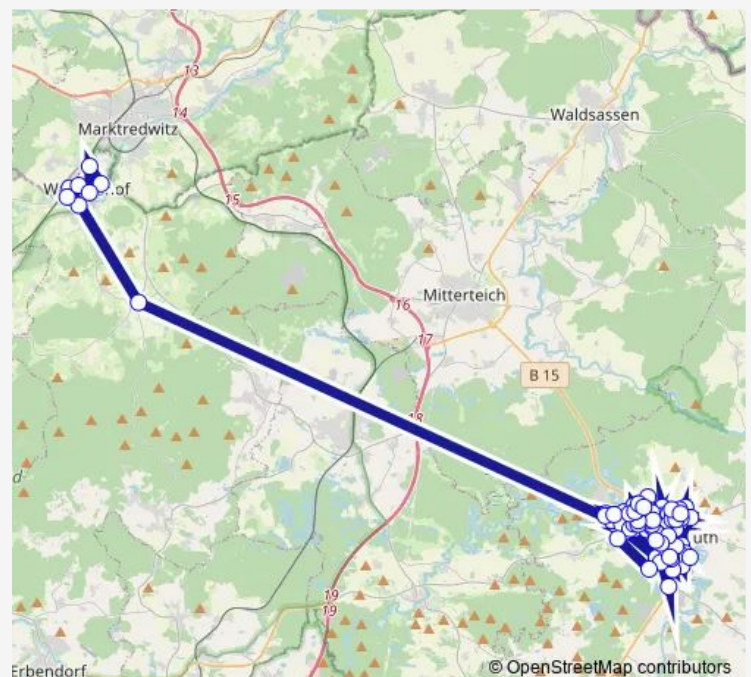 13
14
Marktredwitz
Waldsassen
15
16
Mitterteich
17
B 15
18
d
19
19
Erbendorf
© OpenStreetMap contributors